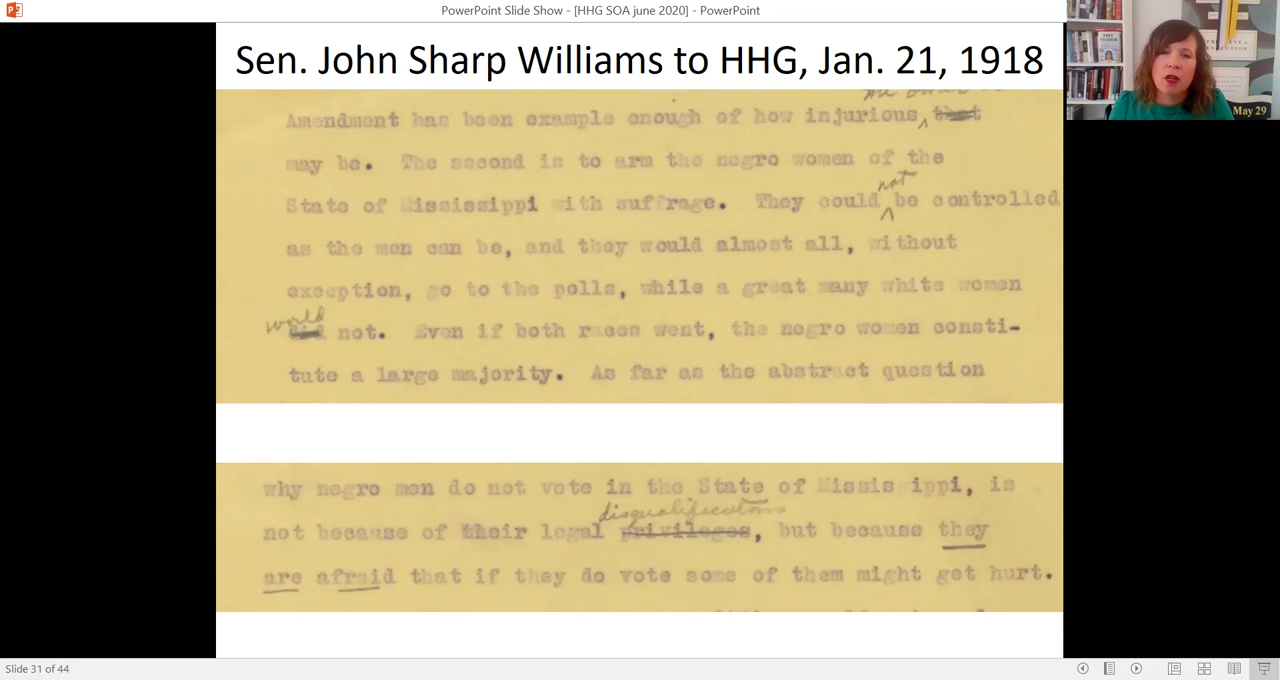 PowerPoint Slide Show - [HHG SOA june 2020] - PowerPoint
Sen. John Sharp Williams to HHG, Jan. 21, 1918
Amendment has been example enough of how injurious, that
may be. The second is to arm the negro women of the
not
State of Mississippi with suffrage. They could be controlled
as the men can be, and they would almost all, without
exception, go to the polls, while a great many white women
would
did not. Even if both races went, the negro women consti-
tute a large majority. As far as the abstract question
why negro men do not vote in the State of Mississippi, is
disqualifications
not because of their legal privileges, but because they
are afraid that if they do vote some of them might get hurt.
May 29
Slide 31 of 44